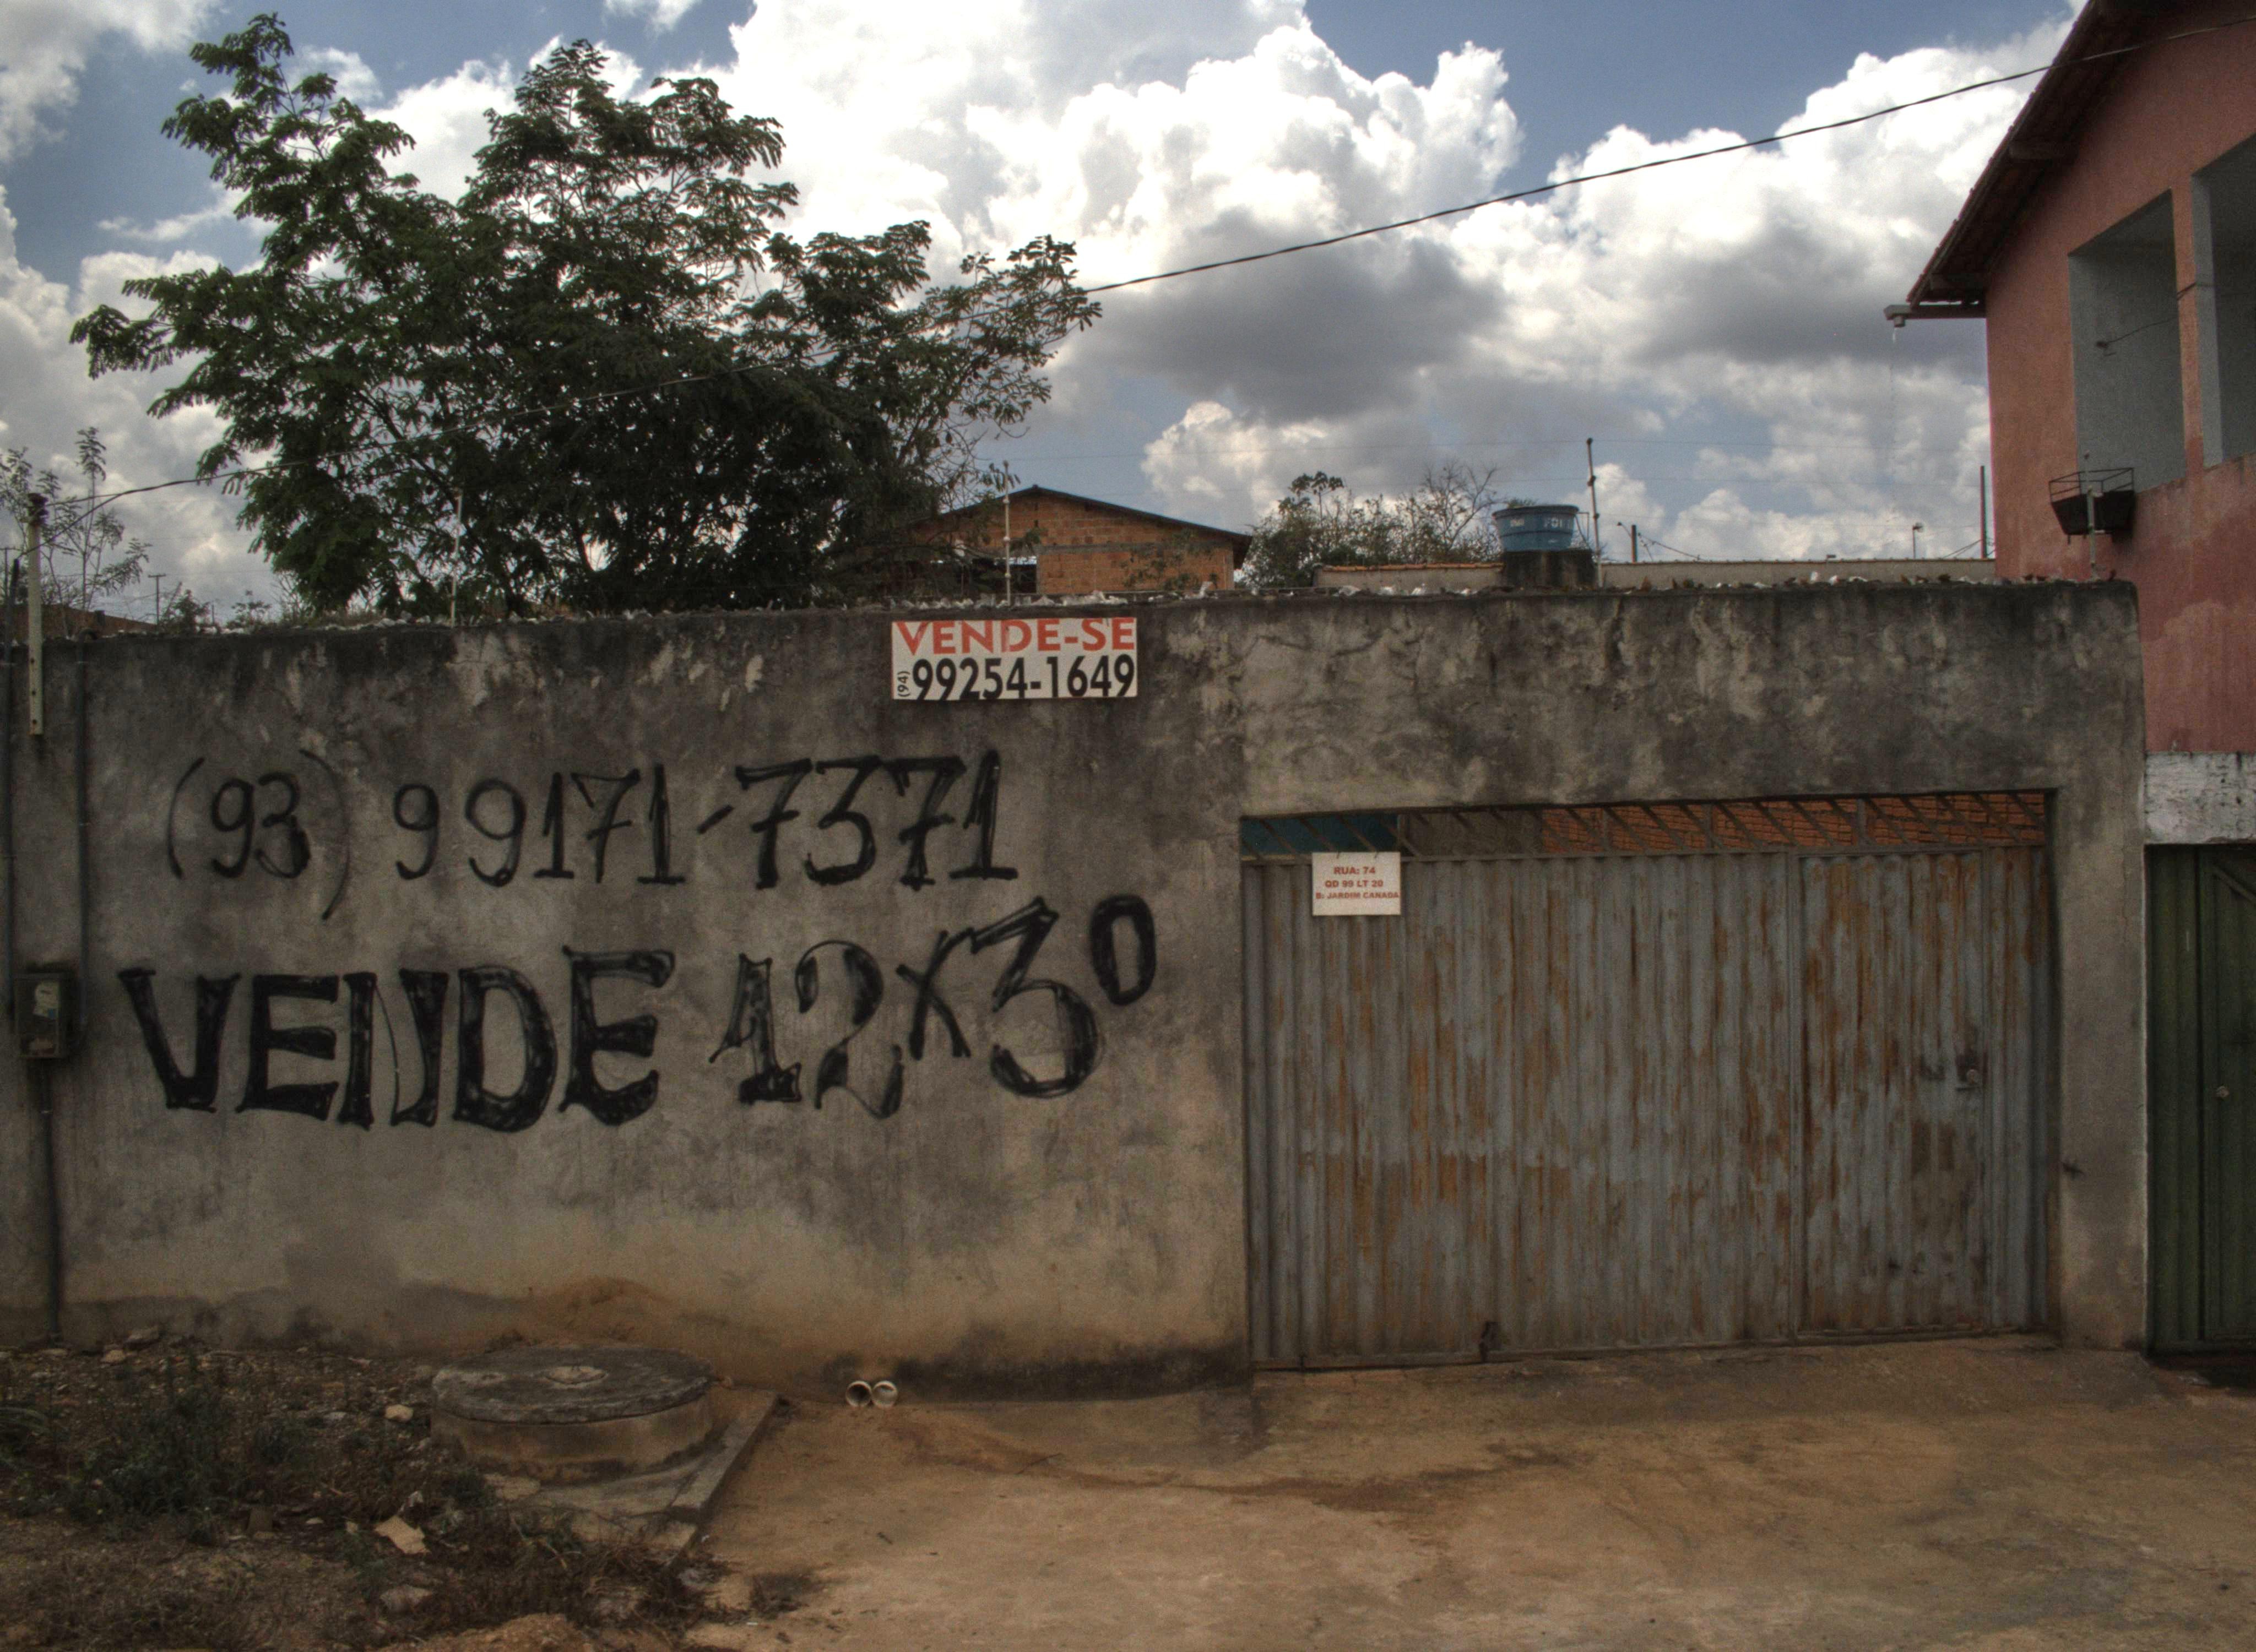 VENDE-SE
(94) 99254-1649
(93) 99171-7371
VENDE 12x30
RUA: 74
QD 99 LT 20
B: JARDIM CANADA